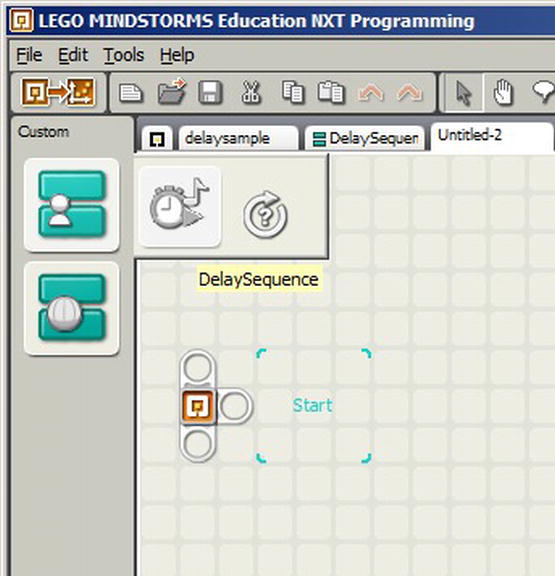 LEGO MINDSTORMS Education NXT Programming
File Edit Tools Help
Custom
delaysample DelaySequen Untitled-2
DelaySequence
Start